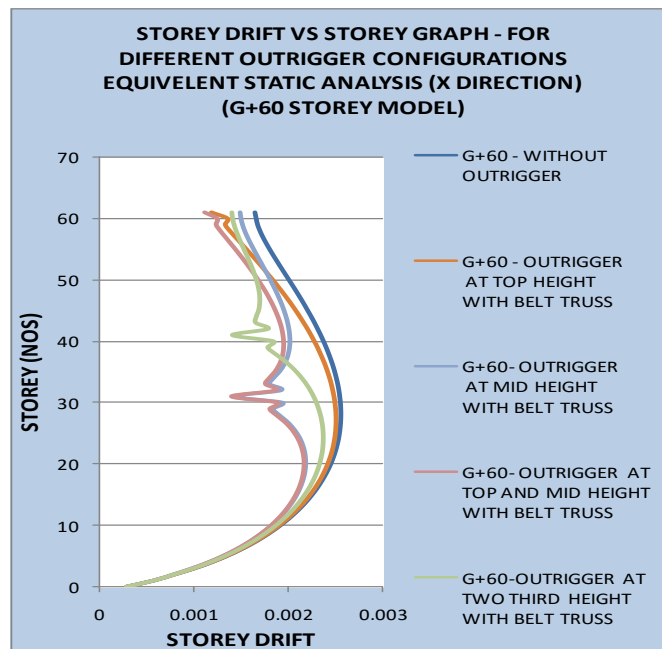 STOREY DRIFT VS STOREY GRAPH - FOR
DIFFERENT OUTRIGGER CONFIGURATIONS
EQUIVELENT STATIC ANALYSIS (X DIRECTION)
(G+60 STOREY MODEL)
70
60
50
40
30
20
10
0
STOREY (NOS)
0 0.001 0.002 0.003
STOREY DRIFT
G+60 - WITHOUT
OUTRIGGER
G+60 - OUTRIGGER
AT TOP HEIGHT
WITH BELT TRUSS
G+60- OUTRIGGER
AT MID HEIGHT
WITH BELT TRUSS
G+60- OUTRIGGER AT
TOP AND MID HEIGHT
WITH BELT TRUSS
G+60-OUTRIGGER AT
TWO THIRD HEIGHT
WITH BELT TRUSS